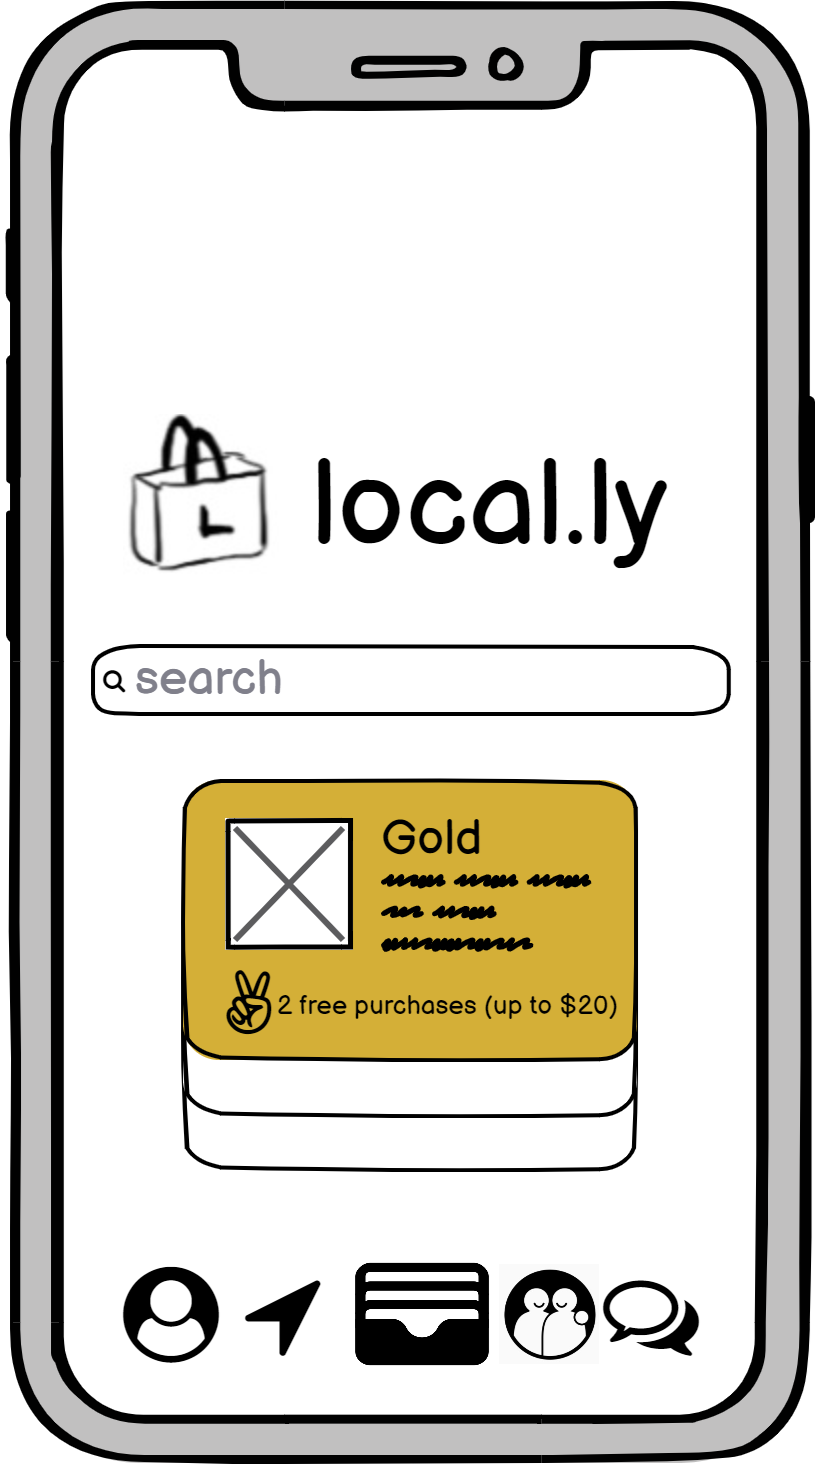 L
local.ly
search
Gold
2 free purchases (up to $20)